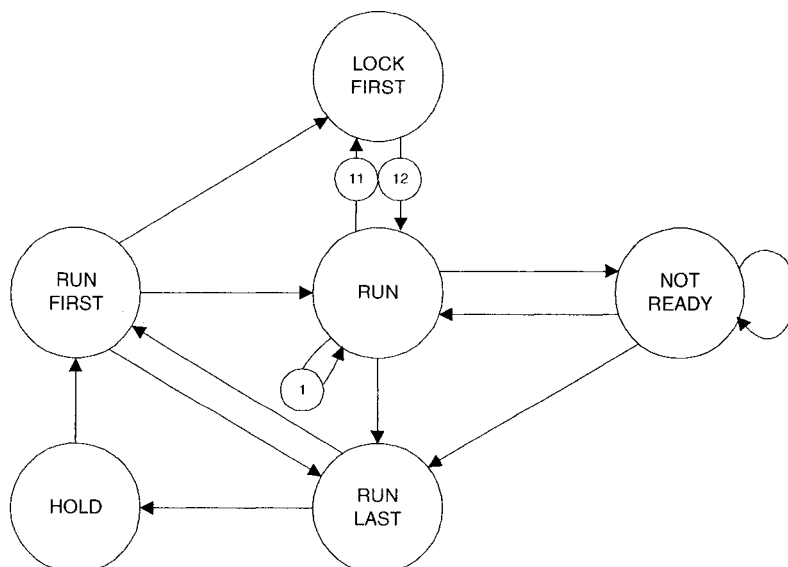 LOCK
FIRST
11
12
RUN
FIRST
RUN
NOT
READY
1
HOLD
RUN
LAST